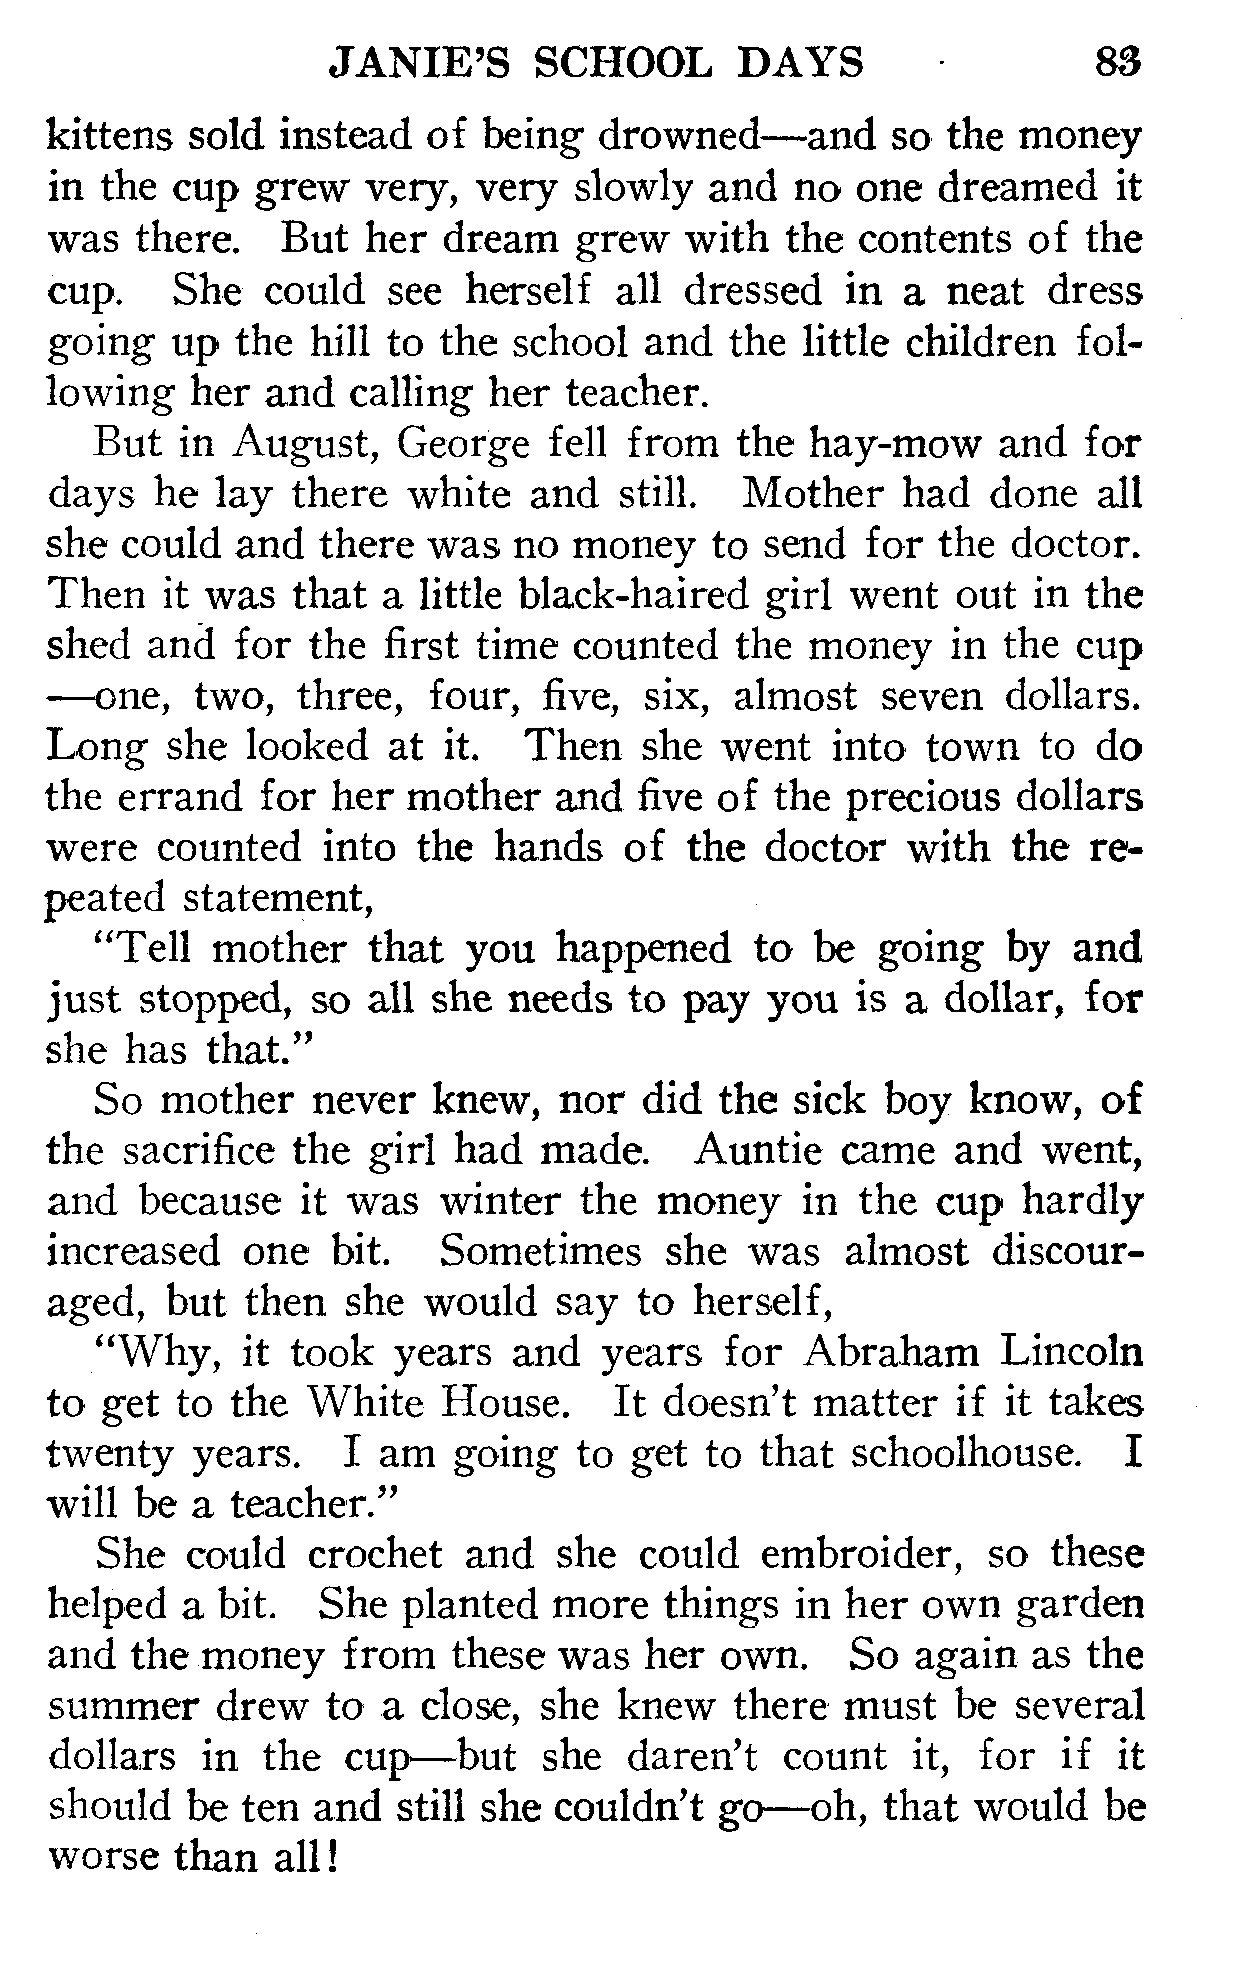 JANIE'S SCHOOL DAYS 83
kittens sold instead of being drowned—and so the money
in the cup grew very, very slowly and no one dreamed it
was there. But her dream grew with the contents of the
cup. She could see herself all dressed in a neat dress
going up the hill to the school and the little children fol-
lowing her and calling her teacher.
But in August, George fell from the hay-mow and for
days he lay there white and still. Mother had done all
she could and there was no money to send for the doctor.
Then it was that a little black-haired girl went out in the
shed and for the first time counted the money in the cup
—one, two, three, four, five, six, almost seven dollars.
Long she looked at it. Then she went into town to do
the errand for her mother and five of the precious dollars
were counted into the hands of the doctor with the re-
peated statement,
"Tell mother that you happened to be going by and
just stopped, so all she needs to pay you is a dollar, for
she has that."
So mother never knew, nor did the sick boy know, of
the sacrifice the girl had made. Auntie came and went,
and because it was winter the money in the cup hardly
increased one bit. Sometimes she was almost discour-
aged, but then she would say to herself,
"Why, it took years and years for Abraham Lincoln
to get to the White House. It doesn't matter if it takes
twenty years. I am going to get to that schoolhouse. I
will be a teacher."
She could crochet and she could embroider, so these
helped a bit. She planted more things in her own garden
and the money from these was her own. So again as the
summer drew to a close, she knew there must be several
dollars in the cup—but she daren't count it, for if it
should be ten and still she couldn't go—oh, that would be
worse than all!